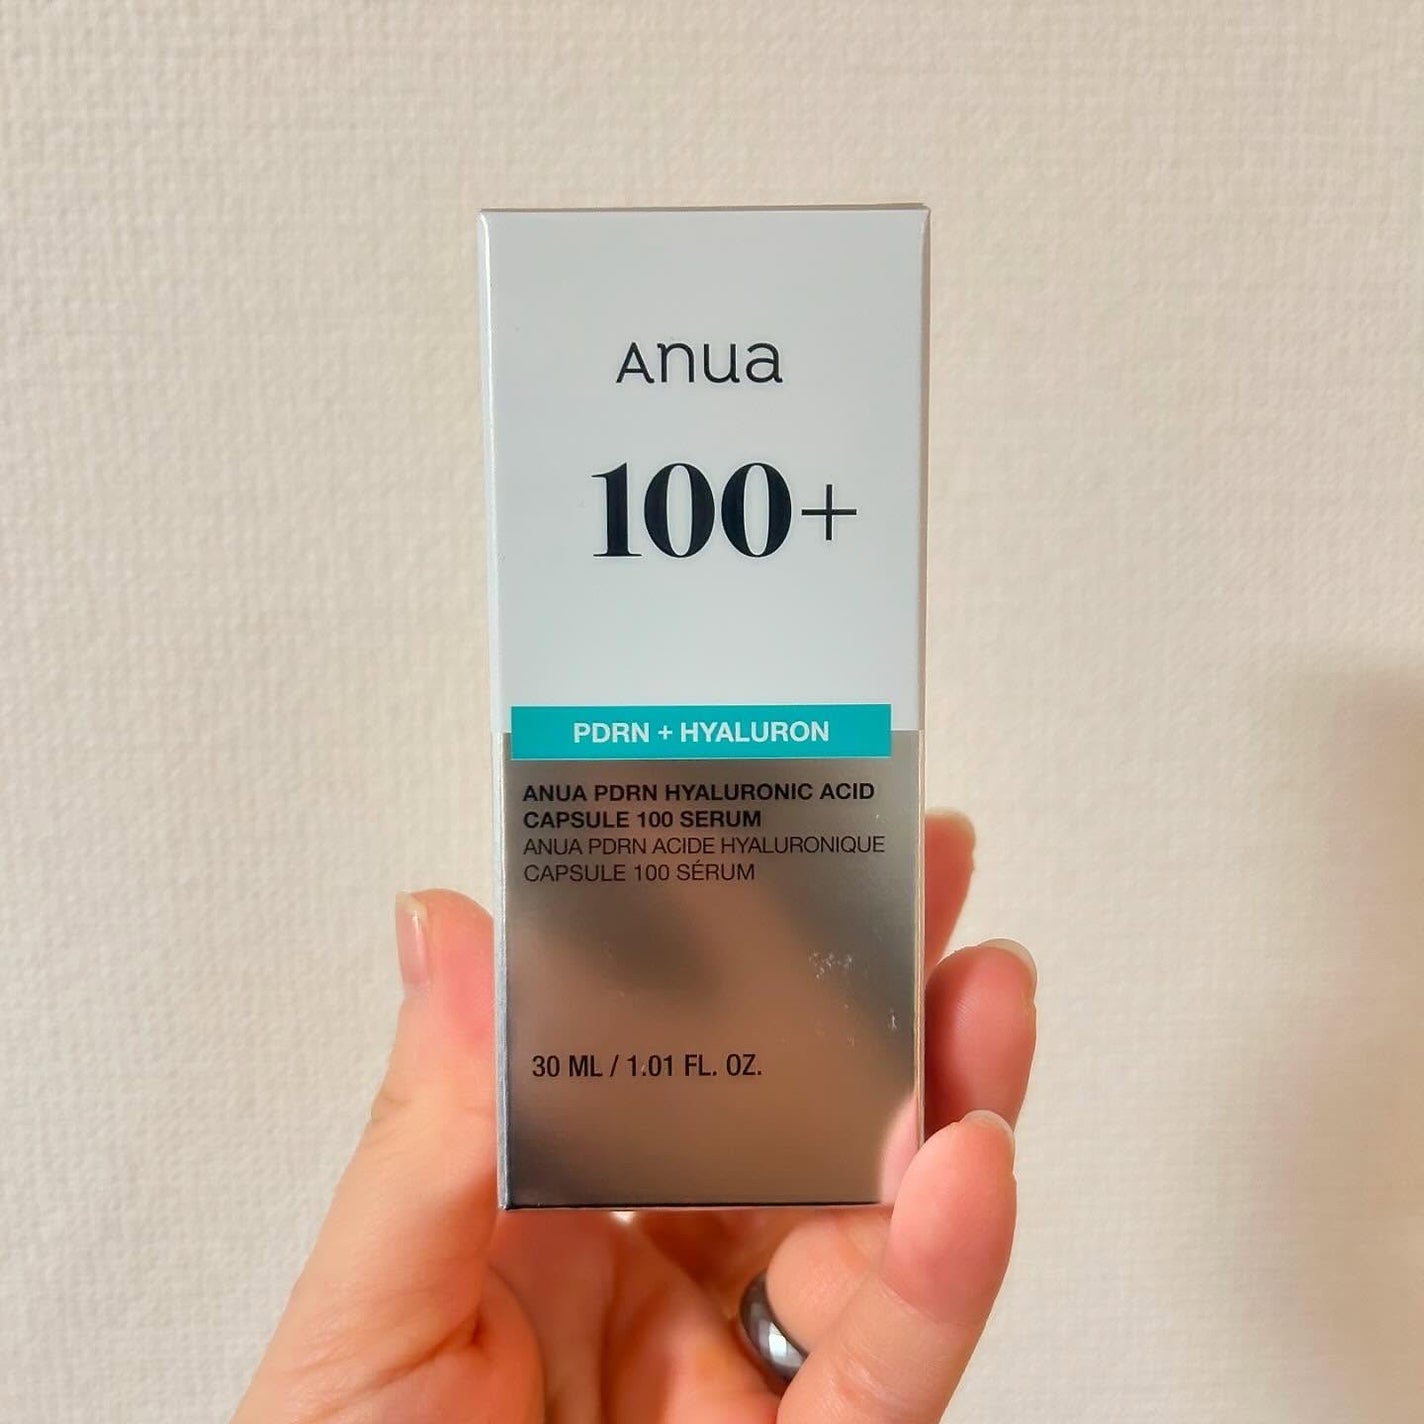 Anua
100+
PDRN + HYALURON
ANUA PDRN HYALURONIC ACID
CAPSULE 100 SERUM
ANUA PDRN ACIDE HYALURONIQUE
CAPSULE 100 SÉRUM
30 ML / 1.01 FL. OZ.